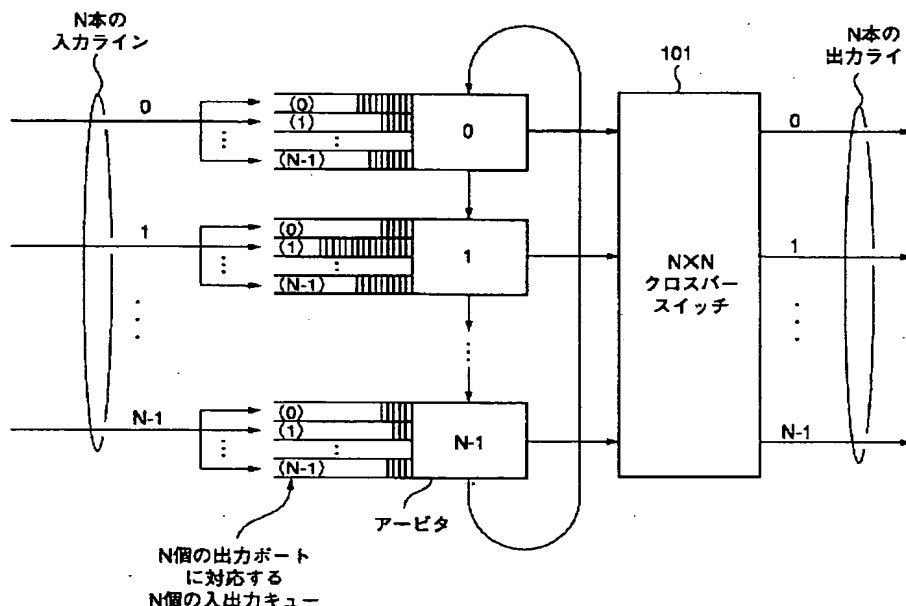 N本の
入力ライン
N本の
出力ライ
101
0
(0)
(1)
(N-1)
0
0
1
(0)
(1)
(N-1)
1
N×N
クロスバー
スイッチ
1
N-1
(0)
(1)
(N-1)
N-1
N-1
アービタ
N個の出力ポート
に対応する
N個の入出力キュー